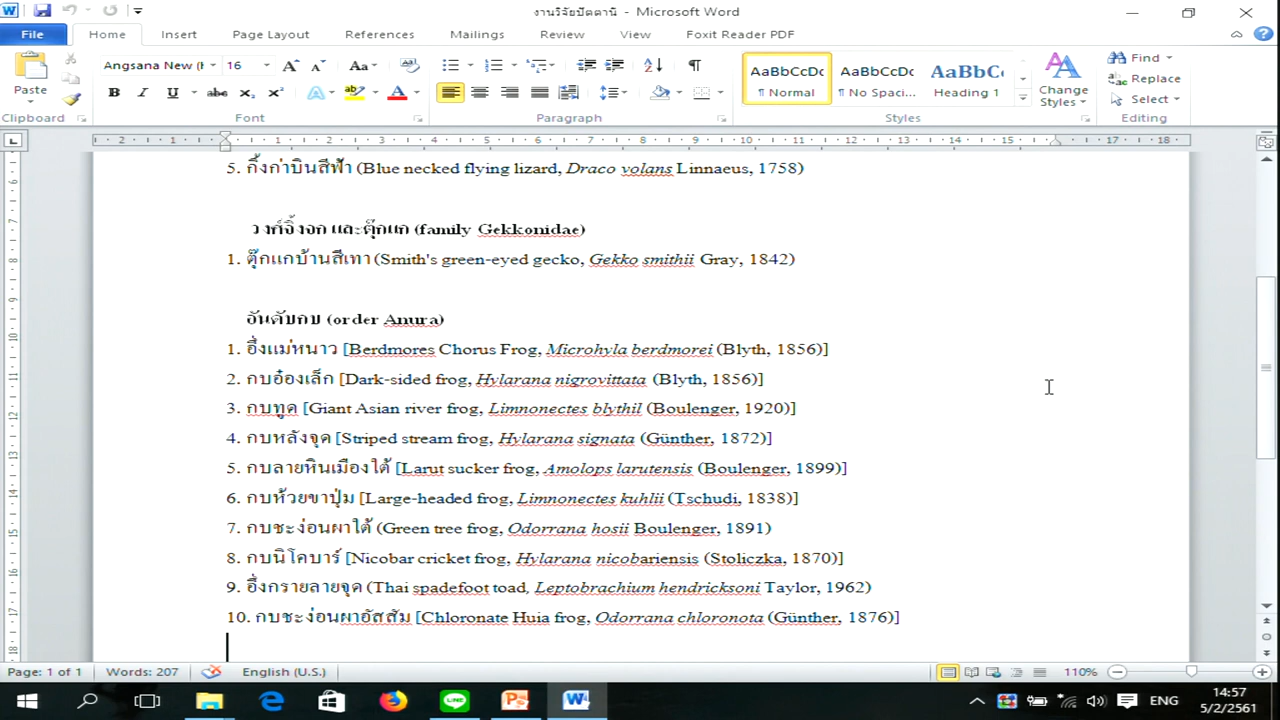 งานวิจัยปัตตานี - Microsoft Word
File Home Insert Page Layout References Mailings Review View Foxit Reader PDF
Paste
Clipboard
Angsana New (H 16
Font
Paragraph
AaBbCcDc
¶ Normal
AaBbCcDc
¶ No Spaci...
AaBbC
Heading 1
Change Styles
Styles
Find
Replace
Select
Editing
5. กิ้งก่าบินสีฟ้า (Blue necked flying lizard, Draco volans Linnaeus, 1758)
วงศ์จิ้งจก และตุ๊กแก (family Gekkonidae)
1. ตุ๊กแกบ้านสีเทา (Smith's green-eyed gecko, Gekko smithii Gray, 1842)
อันดับกบ (order Anura)
1. อึ่งแม่หนาว [Berdmores Chorus Frog, Microhyla berdmorei (Blyth, 1856)]
2. กบอ๋องเล็ก [Dark-sided frog, Hylarana nigrovittata (Blyth, 1856)]
3. กบทูด [Giant Asian river frog, Limnonectes blythil (Boulenger, 1920)]
4. กบหลังจุด [Striped stream frog, Hylarana signata (Günther, 1872)]
5. กบลายหินเมืองใต้ [Larut sucker frog, Amolops larutensis (Boulenger, 1899)]
6. กบห้วยขาปุ่ม [Large-headed frog, Limnonectes kuhlii (Tschudi, 1838)]
7. กบชะง่อนผาใต้ (Green tree frog, Odorrana hosii Boulenger, 1891)
8. กบนิโคบาร์ [Nicobar cricket frog, Hylarana nicobariensis (Stoliczka, 1870)]
9. อึ่งกรายลายจุด (Thai spadefoot toad, Leptobrachium hendricksoni Taylor, 1962)
10. กบชะง่อนผาอัสสัม [Chloronate Huia frog, Odorrana chloronota (Günther, 1876)]
Page: 1 of 1 Words: 207 English (U.S.) 110%
ENG
14:57
5/2/2561